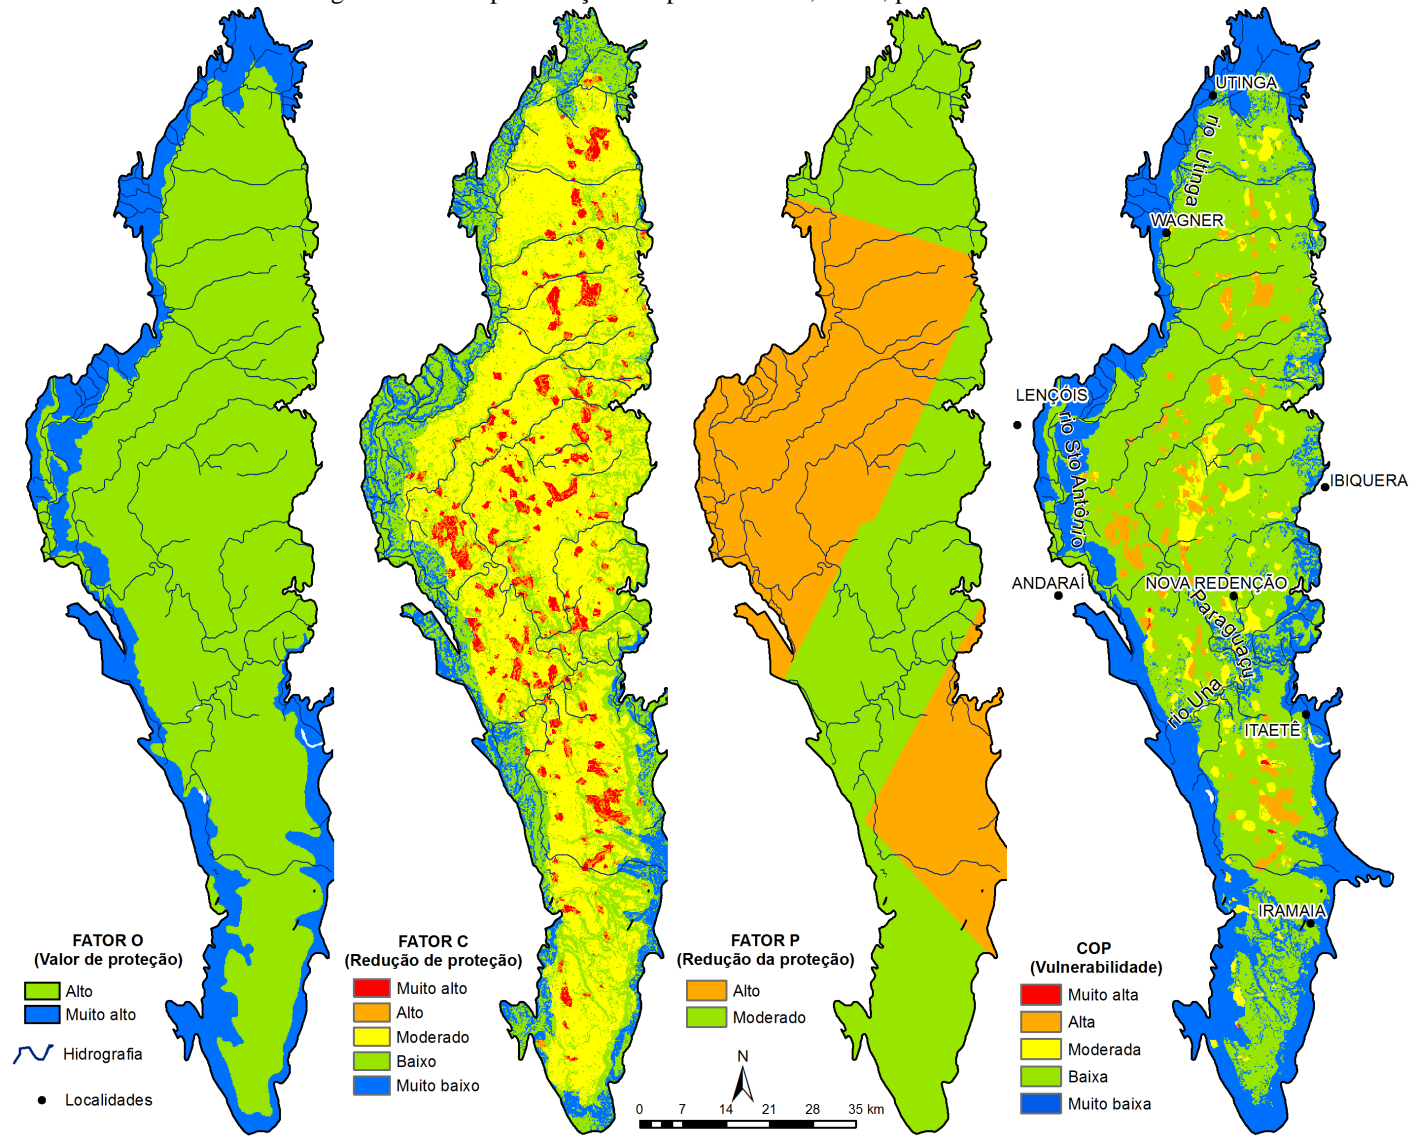 UTINGA
rio Utinga
WAGNER
LENÇÓIS
rio Sto Antônio
IBIQUERA
ANDARAÍ
NOVA REDENÇÃO
Paraguaçu
rio Una
ITAETÊ
IRAMAIA
FATOR O
(Valor de proteção)
Alto
Muito alto
Hidrografia
Localidades
FATOR C
(Redução de proteção)
Muito alto
Alto
Moderado
Baixo
Muito baixo
FATOR P
(Redução da proteção)
Alto
Moderado
N
0 7 14 21 28 35 km
COP
(Vulnerabilidade)
Muito alta
Alta
Moderada
Baixa
Muito baixa